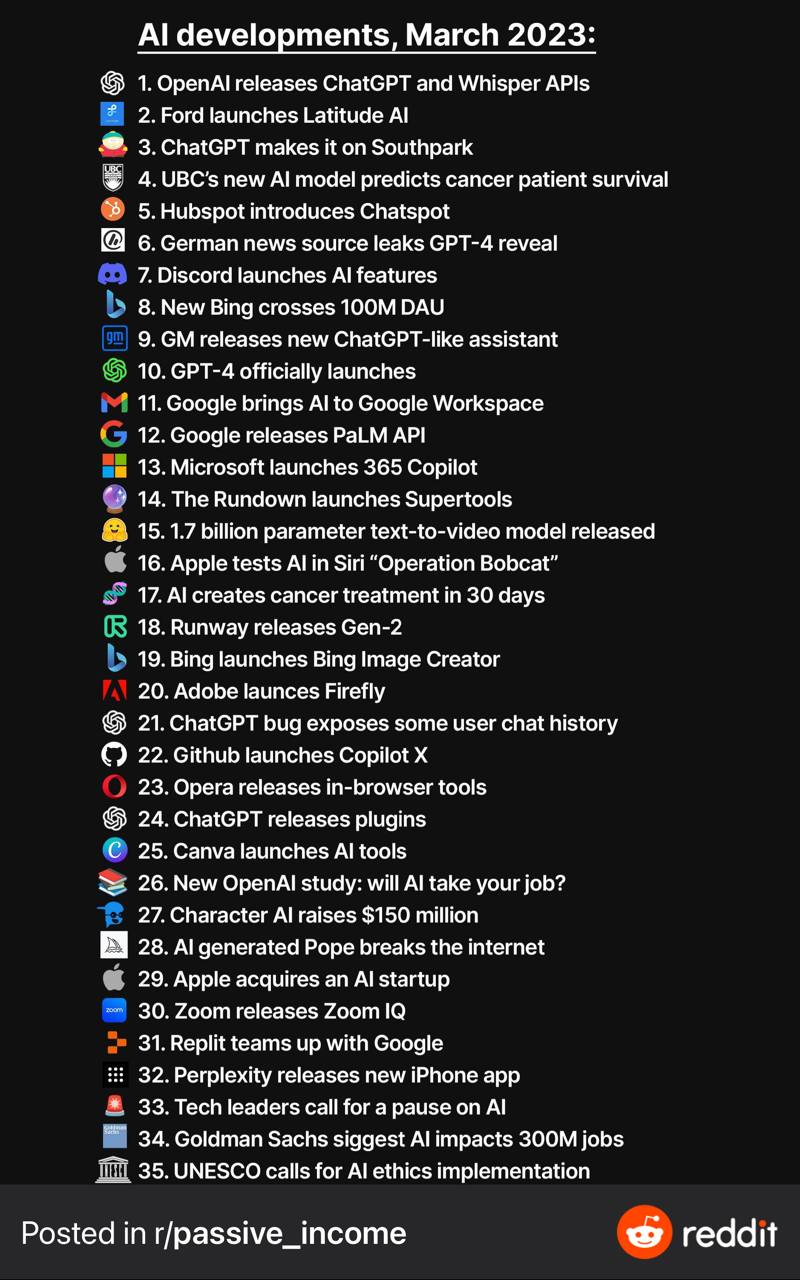 AI developments, March 2023:
1. OpenAI releases ChatGPT and Whisper APIs
2. Ford launches Latitude AI
3. ChatGPT makes it on Southpark
UBC
4. UBC’s new AI model predicts cancer patient survival
5. Hubspot introduces Chatspot
6. German news source leaks GPT-4 reveal
7. Discord launches AI features
8. New Bing crosses 100M DAU
gm
9. GM releases new ChatGPT-like assistant
10. GPT-4 officially launches
11. Google brings AI to Google Workspace
12. Google releases PaLM API
13. Microsoft launches 365 Copilot
14. The Rundown launches Supertools
15. 1.7 billion parameter text-to-video model released
16. Apple tests AI in Siri “Operation Bobcat”
17. AI creates cancer treatment in 30 days
18. Runway releases Gen-2
19. Bing launches Bing Image Creator
20. Adobe launces Firefly
21. ChatGPT bug exposes some user chat history
22. Github launches Copilot X
23. Opera releases in-browser tools
24. ChatGPT releases plugins
25. Canva launches AI tools
26. New OpenAI study: will AI take your job?
27. Character AI raises $150 million
28. AI generated Pope breaks the internet
29. Apple acquires an AI startup
zoom
30. Zoom releases Zoom IQ
31. Replit teams up with Google
32. Perplexity releases new iPhone app
33. Tech leaders call for a pause on AI
Goldman
Sachs
34. Goldman Sachs siggest AI impacts 300M jobs
35. UNESCO calls for AI ethics implementation
Posted in r/passive_income
reddit